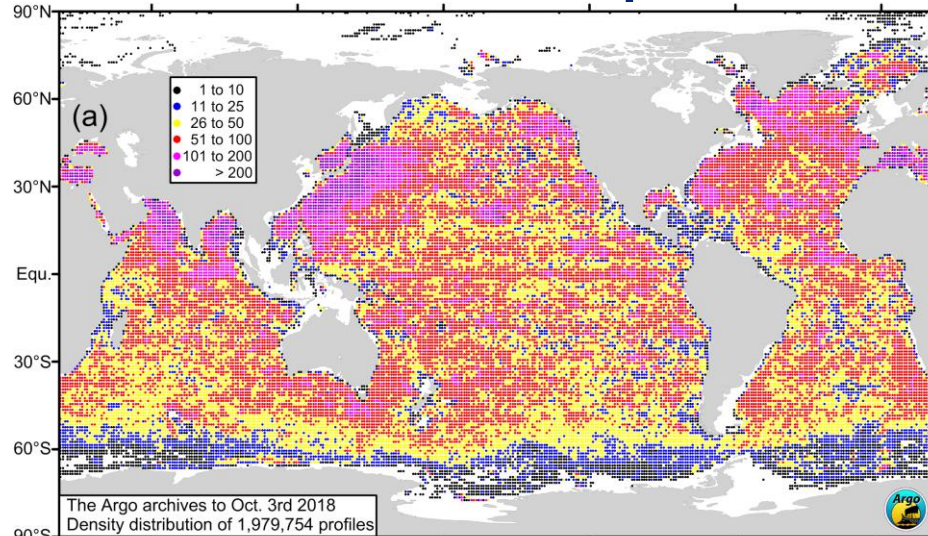 90°N
60°N
30°N
Equ.
30°S
60°S
90°S
(a)
1 to 10
11 to 25
26 to 50
51 to 100
101 to 200
> 200
The Argo archives to Oct. 3rd 2018
Density distribution of 1,979,754 profiles
Argo